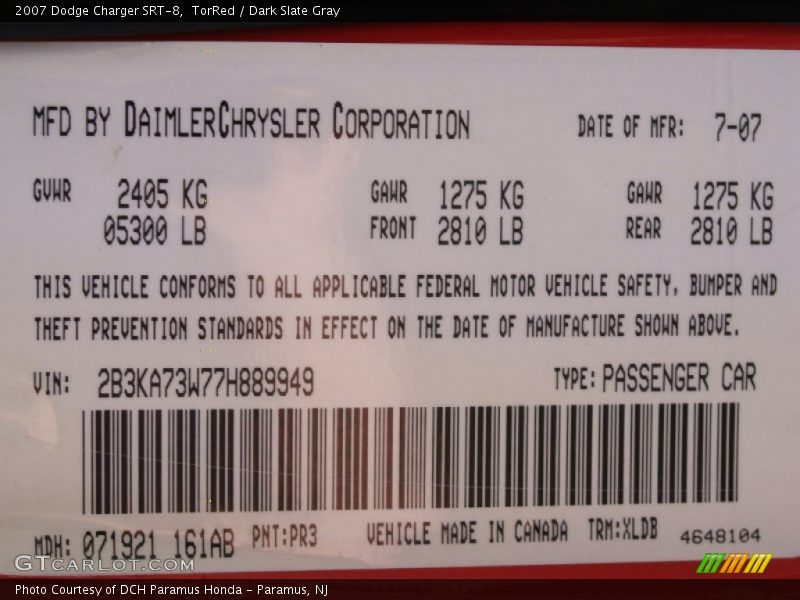 2007 Dodge Charger SRT-8,  TorRed / Dark Slate Gray
MFD BY DAIMLERCHRYSLER CORPORATION DATE OF MFR: 7-07
GVWR 2405 KG GAWR 1275 KG GAWR 1275 KG
05300 LB FRONT 2810 LB REAR 2810 LB
THIS VEHICLE CONFORMS TO ALL APPLICABLE FEDERAL MOTOR VEHICLE SAFETY, BUMPER AND
THEFT PREVENTION STANDARDS IN EFFECT ON THE DATE OF MANUFACTURE SHOWN ABOVE.
VIN: 2B3KA73W77H889949 TYPE: PASSENGER CAR
MDH: 071921 161AB PNT:PR3 VEHICLE MADE IN CANADA TRM:XLDB 4648104
GTCARLOT.COM
Photo Courtesy of DCH Paramus Honda - Paramus, NJ